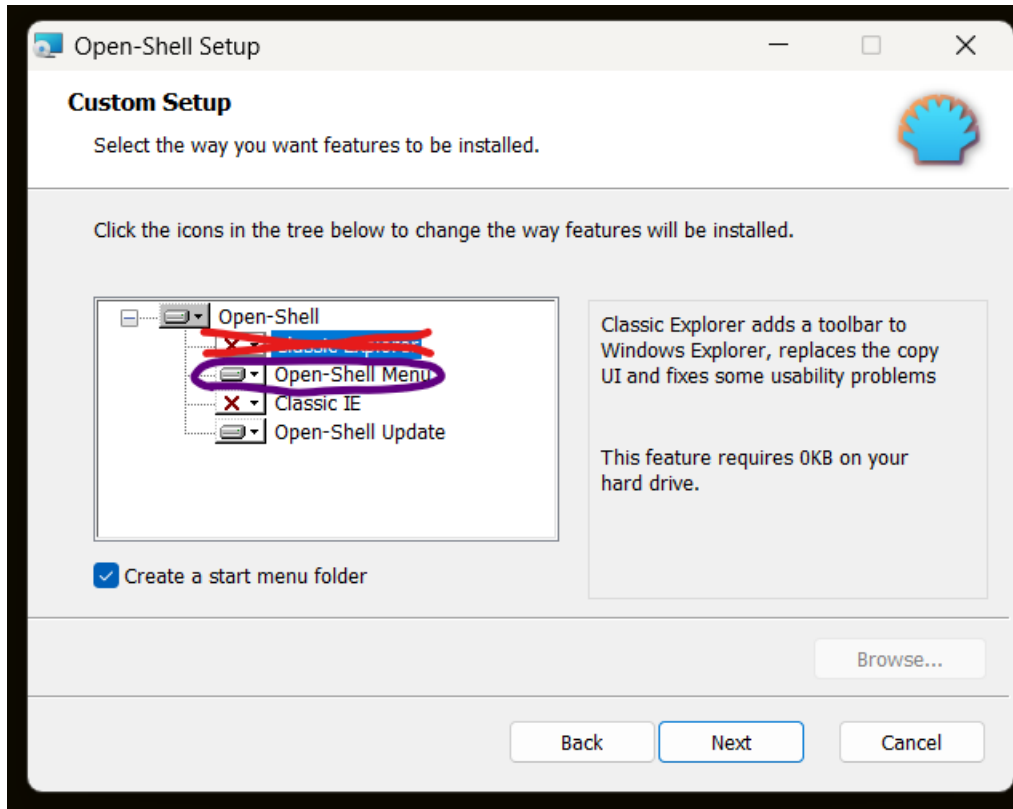 Open-Shell Setup
Custom Setup
Select the way you want features to be installed.
Click the icons in the tree below to change the way features will be installed.
Open-Shell
Classic Explorer
Open-Shell Menu
Classic IE
Open-Shell Update
Classic Explorer adds a toolbar to
Windows Explorer, replaces the copy
UI and fixes some usability problems
This feature requires 0KB on your
hard drive.
Create a start menu folder
Browse...
Back
Next
Cancel